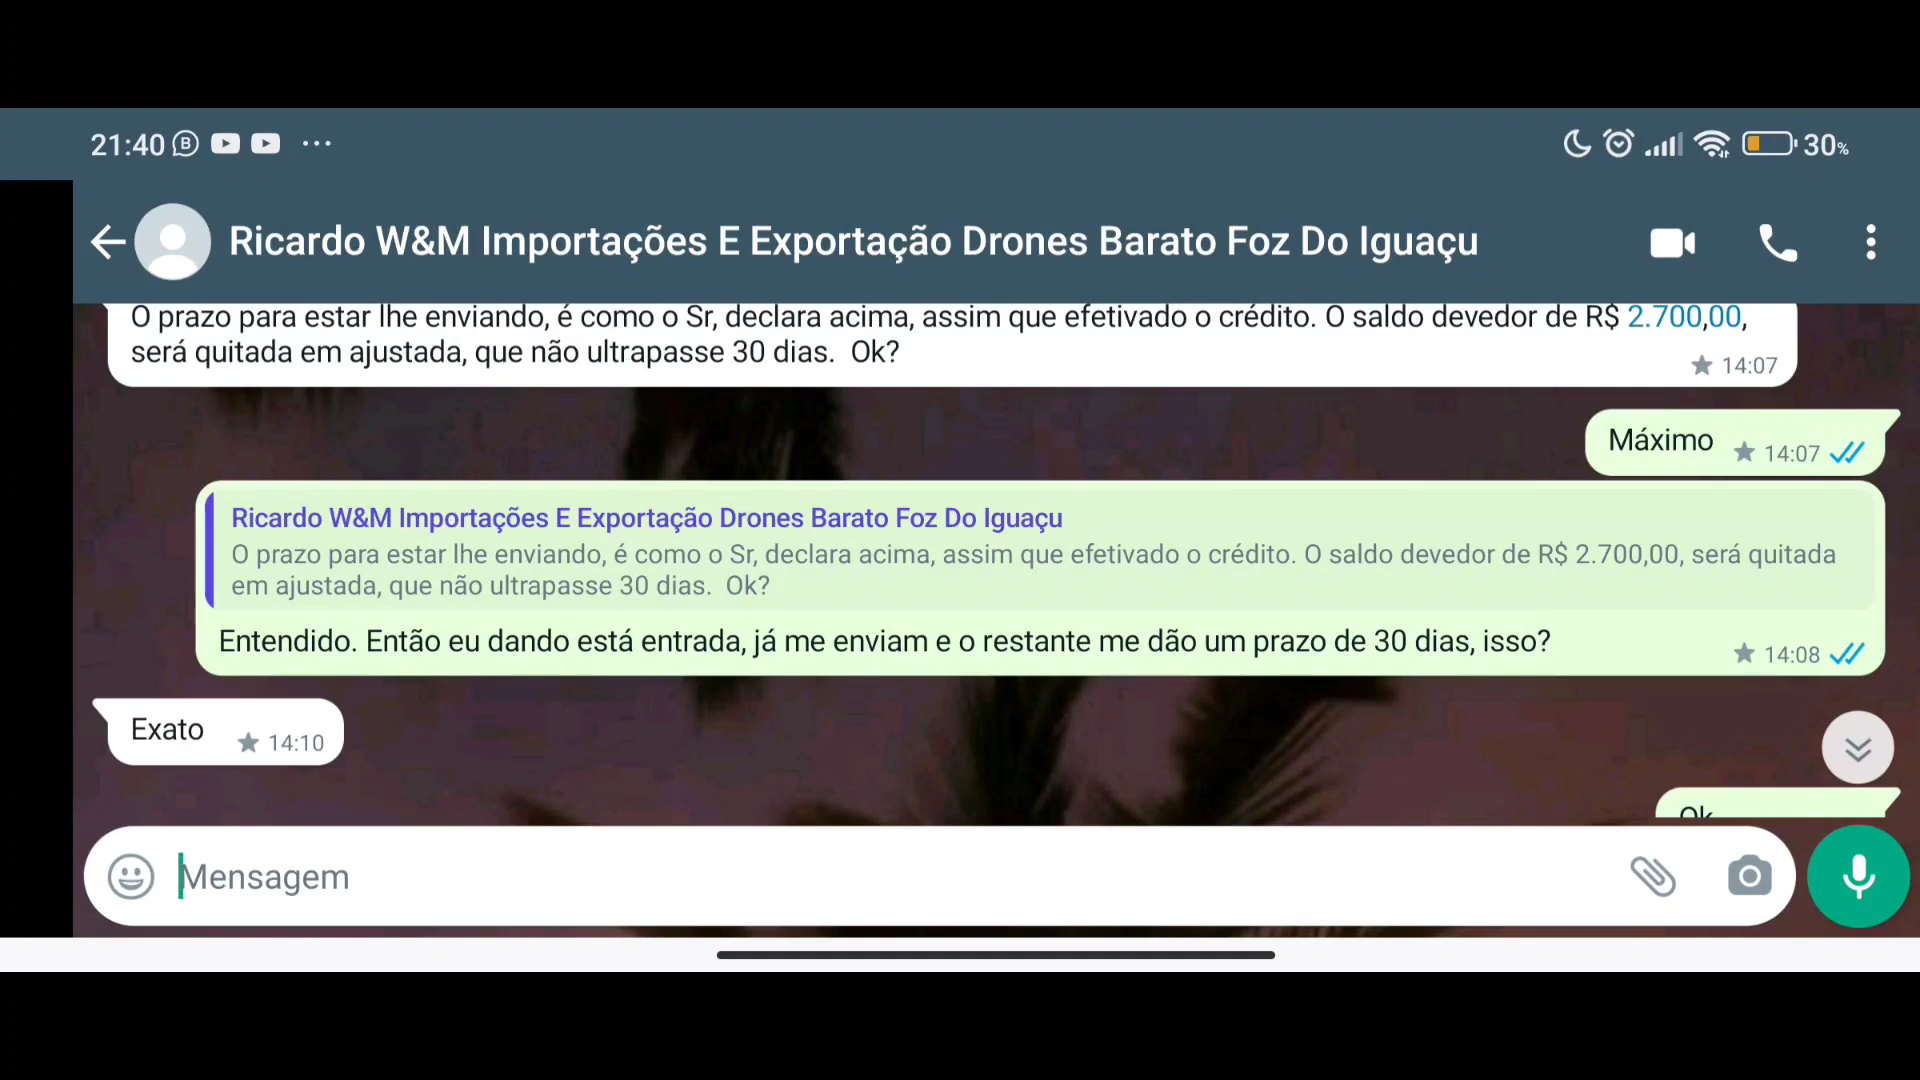 21:40
30%
Ricardo W&M Importações E Exportação Drones Barato Foz Do Iguaçu
O prazo para estar lhe enviando, é como o Sr, declara acima, assim que efetivado o crédito. O saldo devedor de R$ 2.700,00,
será quitada em ajustada, que não ultrapasse 30 dias.  Ok?
14:07
Máximo
14:07
Ricardo W&M Importações E Exportação Drones Barato Foz Do Iguaçu
O prazo para estar lhe enviando, é como o Sr, declara acima, assim que efetivado o crédito. O saldo devedor de R$ 2.700,00, será quitada
em ajustada, que não ultrapasse 30 dias.  Ok?
Entendido. Então eu dando está entrada, já me enviam e o restante me dão um prazo de 30 dias, isso?
14:08
Exato
14:10
Ok
Mensagem